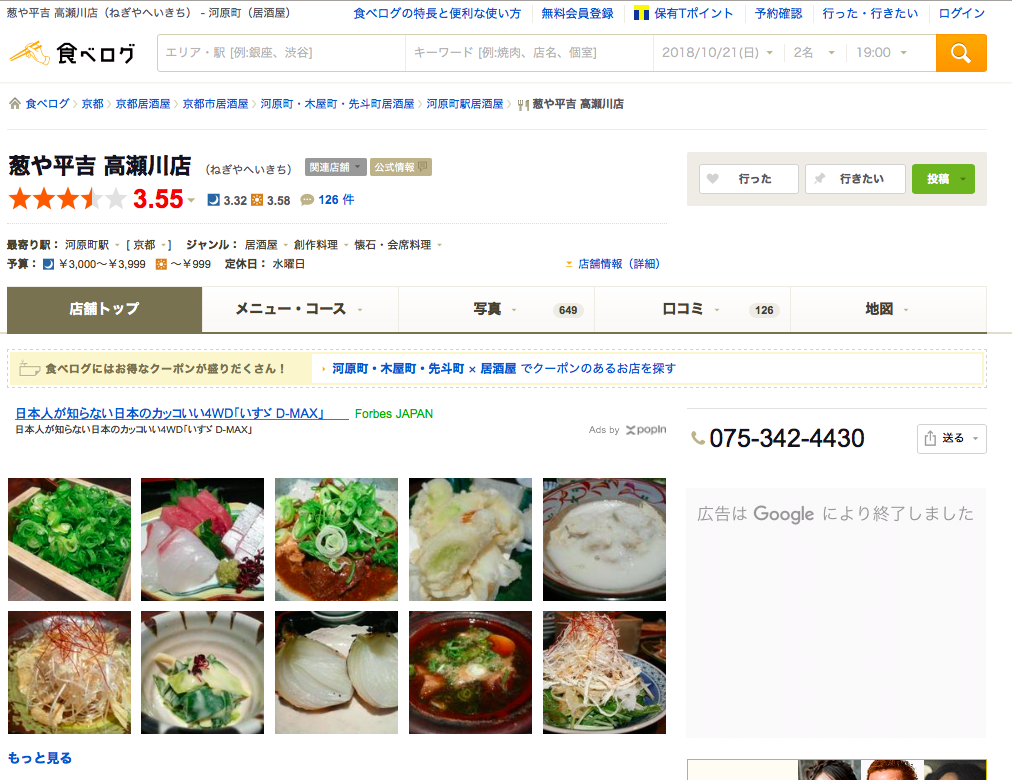 葱や平吉 高瀬川店（ねぎやへいきち） - 河原町（居酒屋）
食べログの特長と便利な使い方 無料会員登録 保有Tポイント 予約確認 行った・行きたい ログイン
食べログ エリア・駅 [例:銀座、渋谷] キーワード [例:焼肉、店名、個室] 2018/10/21(日) 2名 19:00
食べログ 京都 京都居酒屋 京都市居酒屋 河原町・木屋町・先斗町居酒屋 河原町駅居酒屋 葱や平吉 高瀬川店
葱や平吉 高瀬川店 （ねぎやへいきち） 関連店舗 公式情報
行った 行きたい 投稿
3.55 3.32 3.58 126 件
最寄り駅： 河原町駅 [ 京都 ] ジャンル： 居酒屋 創作料理 懐石・会席料理
予算： ￥3,000～￥3,999 ～￥999 定休日： 水曜日 店舗情報（詳細）
店舗トップ メニュー・コース 写真 649 口コミ 126 地図
食べログにはお得なクーポンが盛りだくさん！ 河原町・木屋町・先斗町 × 居酒屋 でクーポンのあるお店を探す
日本人が知らない日本のカッコいい4WD｢いすゞ D-MAX｣ Forbes JAPAN
日本人が知らない日本のカッコいい4WD｢いすゞ D-MAX｣ Ads by popIn
075-342-4430 送る
広告は Google により終了しました
もっと見る